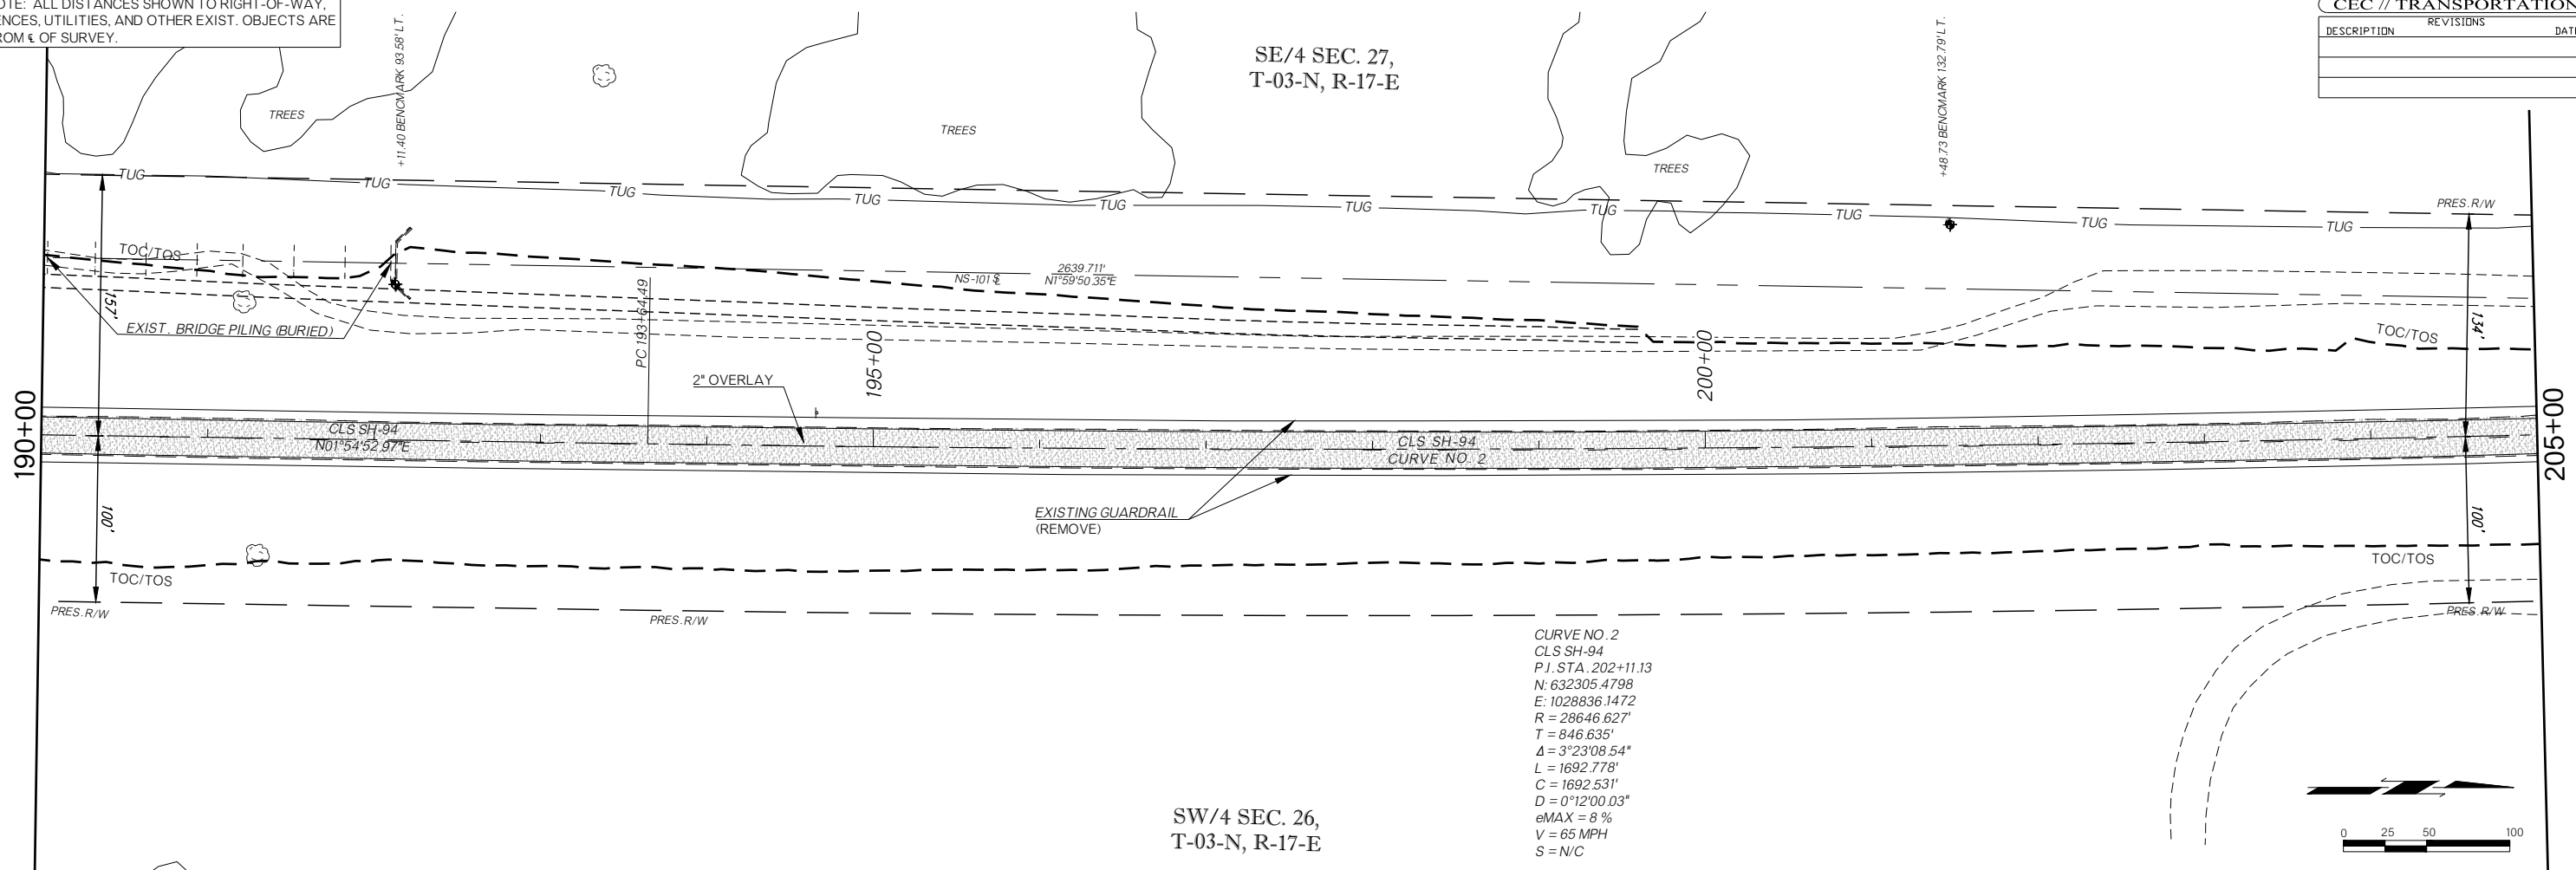 OTE: ALL DISTANCES SHOWN TO RIGHT-OF-WAY,
ENCES, UTILITIES, AND OTHER EXIST. OBJECTS ARE
ROM ℄ OF SURVEY.
CEC // TRANSPORTATION
REVISIONS
DESCRIPTION
DAT
SE/4 SEC. 27,
T-03-N, R-17-E
+11.40 BENCMARK 93.58' LT.
+48.73 BENCMARK 132.79' LT.
TREES
TREES
TREES
TUG
TUG
TUG
TUG
TUG
TUG
TUG
TUG
TUG
TUG
PRES. R/W
TOC/TOS
157'
EXIST. BRIDGE PILING (BURIED)
PC 193+64.49
NS-101 ℄
2639.711'
N1°59'50.35"E
134'
TOC/TOS
2" OVERLAY
195+00
200+00
190+00
205+00
CLS SH-94
N01°54'52.97"E
CLS SH-94
CURVE NO. 2
EXISTING GUARDRAIL
(REMOVE)
100'
100'
TOC/TOS
TOC/TOS
PRES. R/W
PRES. R/W
PRES. R/W
CURVE NO. 2
CLS SH-94
P.I. STA. 202+11.13
N: 632305.4798
E: 1028836.1472
R = 28646.627'
T = 846.635'
Δ = 3°23'08.54"
L = 1692.778'
C = 1692.531'
D = 0°12'00.03"
eMAX = 8 %
V = 65 MPH
S = N/C
SW/4 SEC. 26,
T-03-N, R-17-E
0 25 50 100